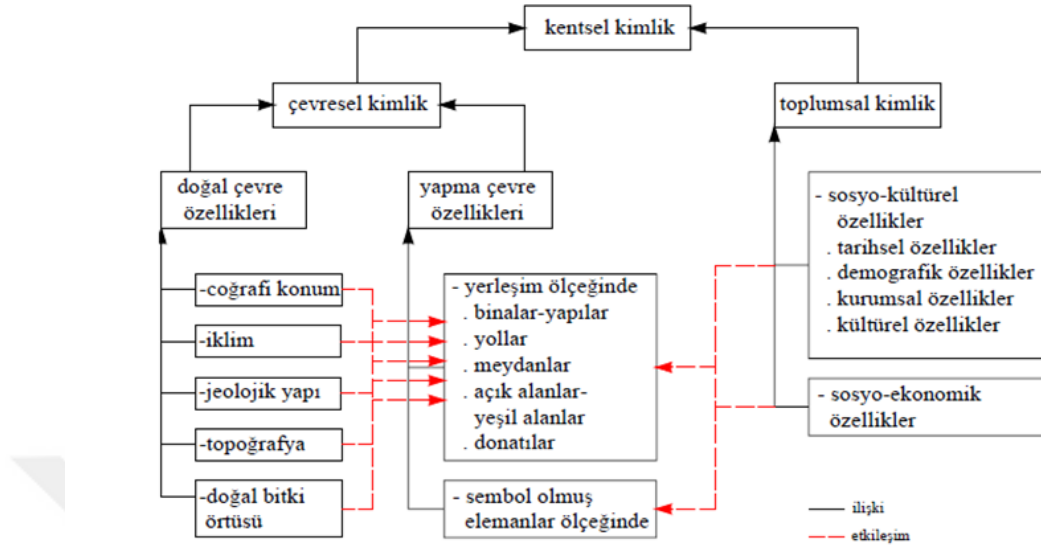 kentsel kimlik
çevresel kimlik
toplumsal kimlik
doğal çevre
özellikleri
yapma çevre
özellikleri
-coğrafi konum
-iklim
-jeolojik yapı
-topoğrafya
-doğal bitki
örtüsü
- yerleşim ölçeğinde
. binalar-yapılar
. yollar
. meydanlar
. açık alanlar-
yeşil alanlar
. donatılar
- sembol olmuş
elemanlar ölçeğinde
- sosyo-kültürel
özellikler
. tarihsel özellikler
. demografik özellikler
. kurumsal özellikler
. kültürel özellikler
- sosyo-ekonomik
özellikler
ilişki
etkileşim